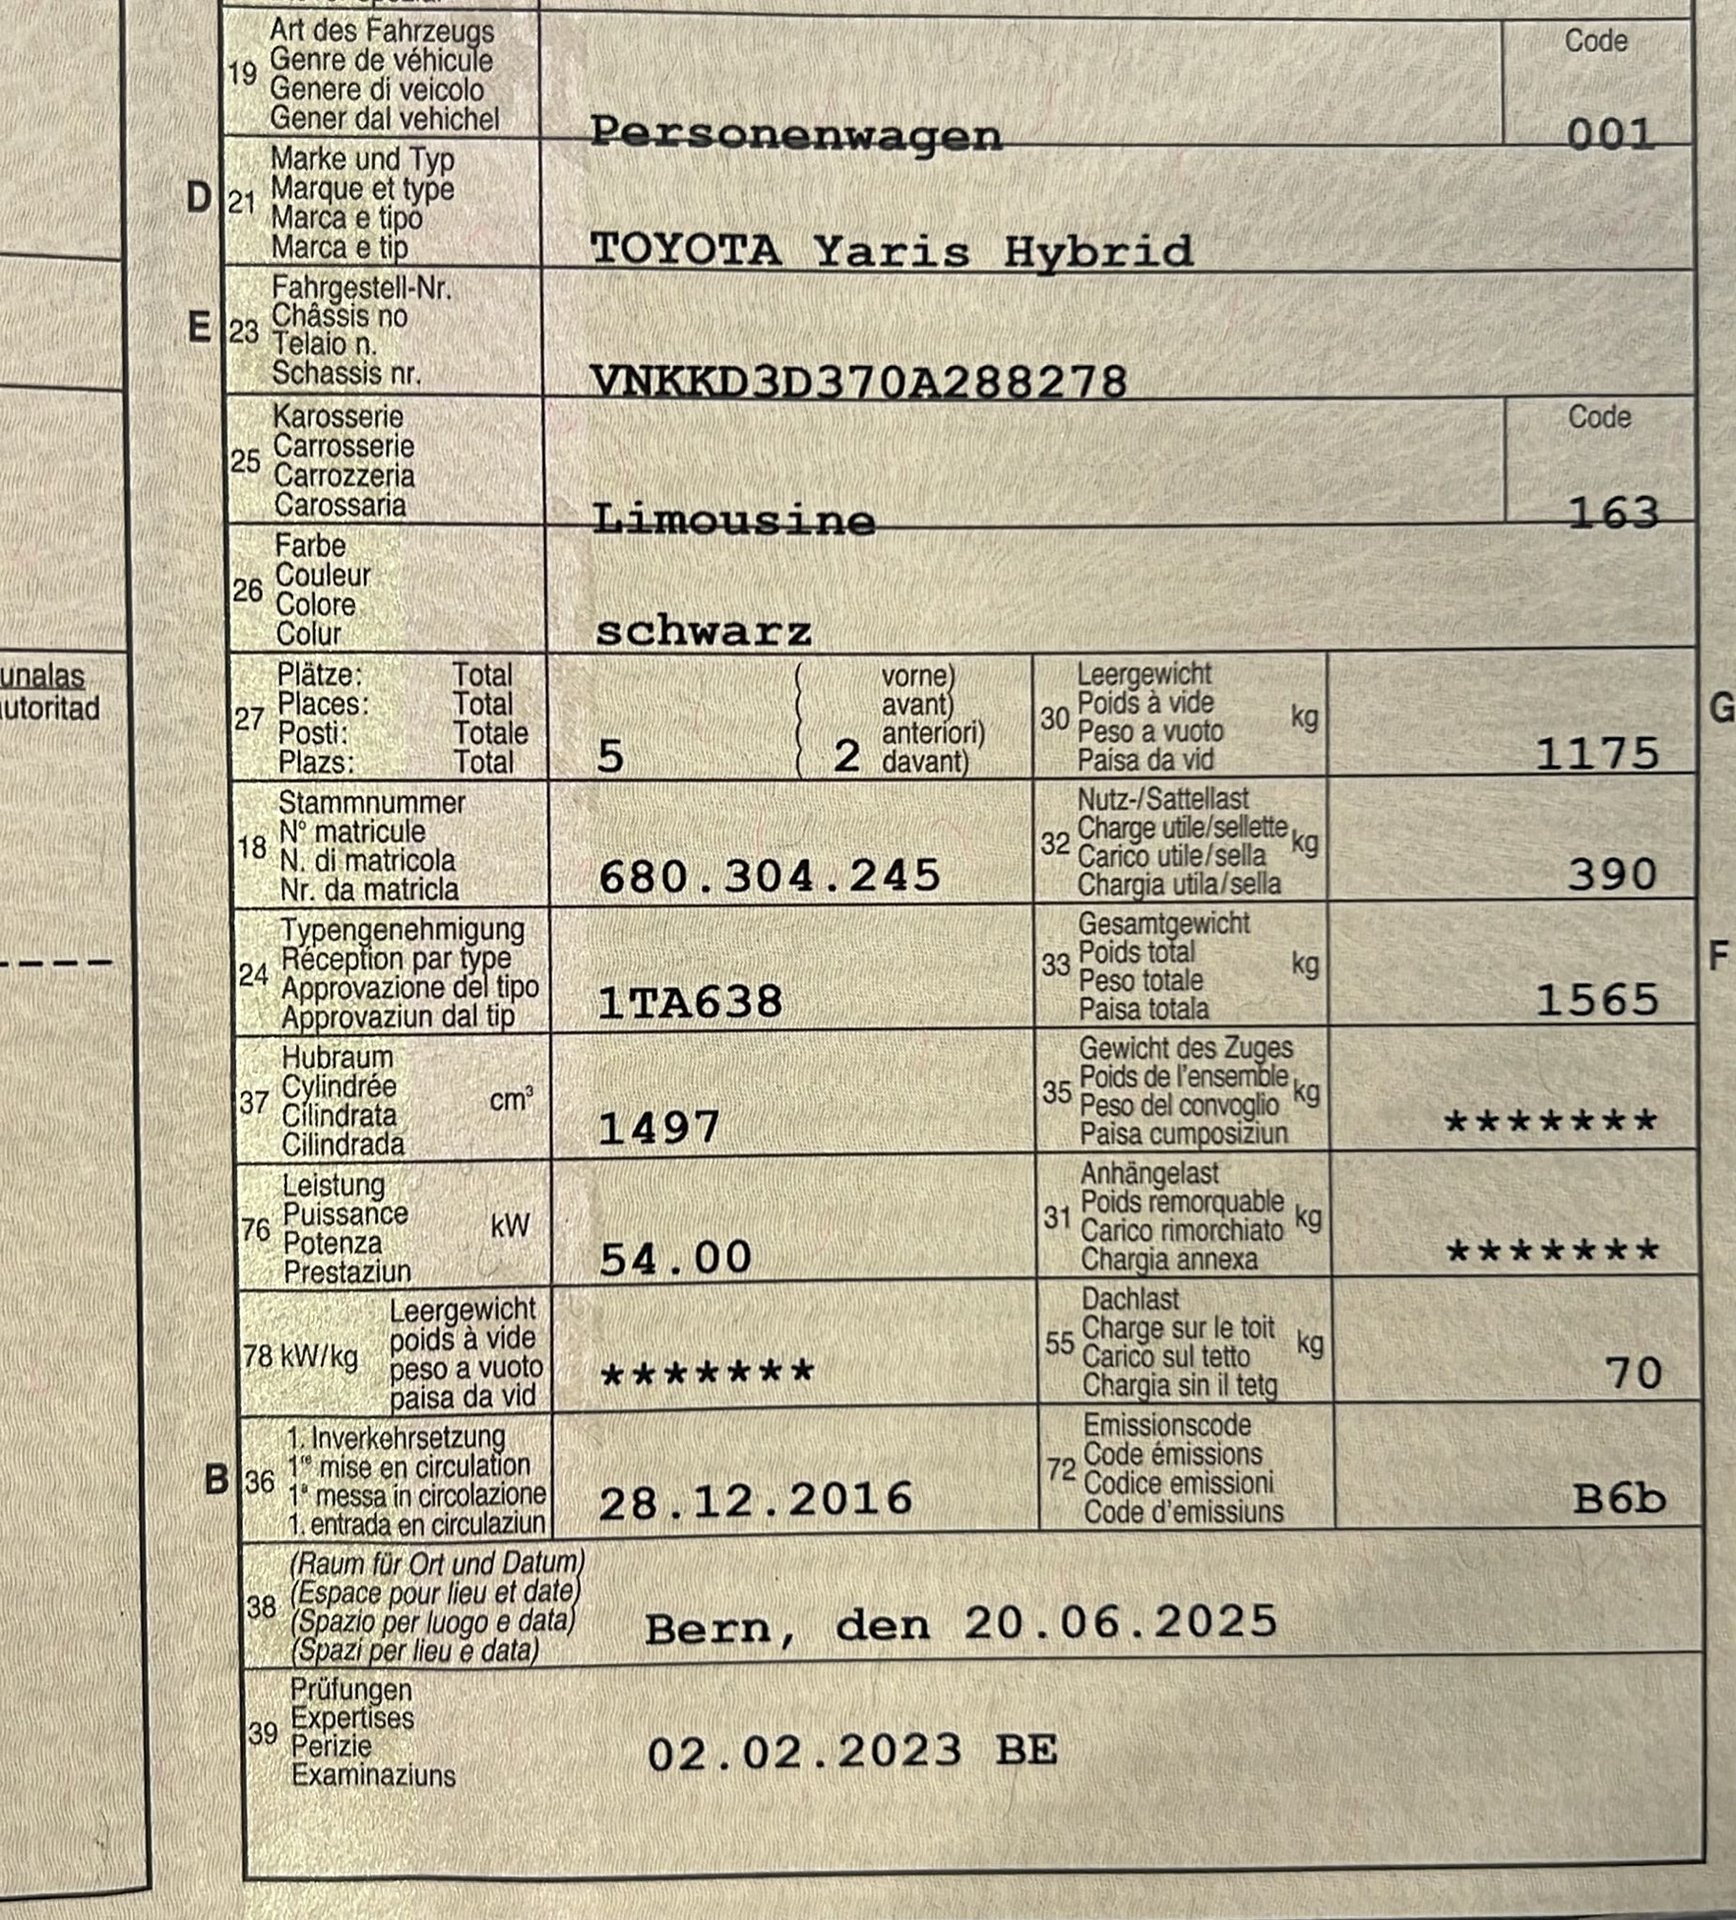 Art des Fahrzeugs
Genre de véhicule
19
Genere di veicolo
Gener dal vehichel
Personenwagen
Code
001
D
21
Marke und Typ
Marque et type
Marca e tipo
Marca e tip
TOYOTA Yaris Hybrid
E
23
Fahrgestell-Nr.
Châssis no
Telaio n.
Schassis nr.
VNKKD3D370A288278
25
Karosserie
Carrosserie
Carrozzeria
Carossaria
Limousine
Code
163
26
Farbe
Couleur
Colore
Colur
schwarz
unalas
utoritad
27
Plätze: Total
Places: Total
Posti: Totale
Plazs: Total
5
( 2
vorne)
avant)
anteriori)
davant)
30
Leergewicht
Poids à vide
Peso a vuoto
Paisa da vid
kg
1175
G
18
Stammnummer
N° matricule
N. di matricola
Nr. da matricla
680.304.245
32
Nutz-/Sattellast
Charge utile/sellette
Carico utile/sella
Chargia utila/sella
kg
390
24
Typengenehmigung
Réception par type
Approvazione del tipo
Approvaziun dal tip
1TA638
33
Gesamtgewicht
Poids total
Peso totale
Paisa totala
kg
1565
F
37
Hubraum
Cylindrée
Cilindrata
Cilindrada
cm³
1497
35
Gewicht des Zuges
Poids de l'ensemble
Peso del convoglio
Paisa cumposiziun
kg
*******
76
Leistung
Puissance
Potenza
Prestaziun
kW
54.00
31
Anhängelast
Poids remorquable
Carico rimorchiato
Chargia annexa
kg
*******
78 kW/kg
Leergewicht
poids à vide
peso a vuoto
paisa da vid
*******
55
Dachlast
Charge sur le toit
Carico sul tetto
Chargia sin il tetg
kg
70
B
36
1. Inverkehrsetzung
1re mise en circulation
1a messa in circolazione
1. entrada en circulaziun
28.12.2016
72
Emissionscode
Code émissions
Codice emissioni
Code d'emissiuns
B6b
38
(Raum für Ort und Datum)
(Espace pour lieu et date)
(Spazio per luogo e data)
(Spazi per lieu e data)
Bern, den 20.06.2025
39
Prüfungen
Expertises
Perizie
Examinaziuns
02.02.2023 BE